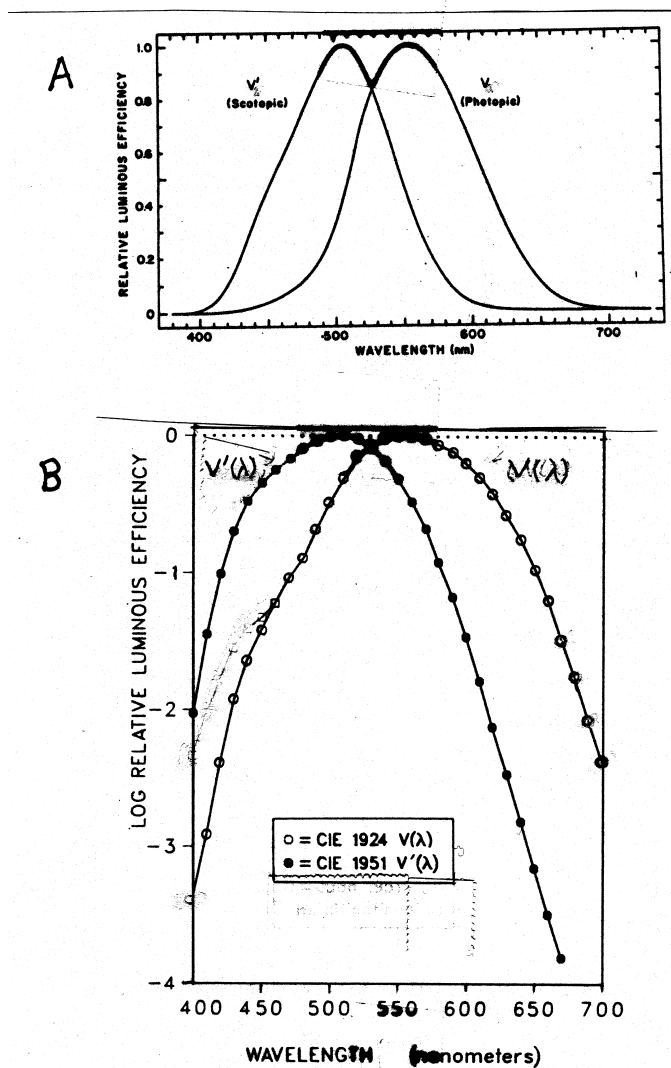 A
1.0
0.8
0.6
0.4
0.2
0
RELATIVE LUMINOUS EFFICIENCY
V'λ
(Scotopic)
Vλ
(Photopic)
400
500
600
700
WAVELENGTH (nm)
B
0
-1
-2
-3
-4
LOG RELATIVE LUMINOUS EFFICIENCY
V'(λ)
V(λ)
○ = CIE 1924 V(λ)
● = CIE 1951 V'(λ)
400 450 500 550 600 650 700
WAVELENGTH (nanometers)